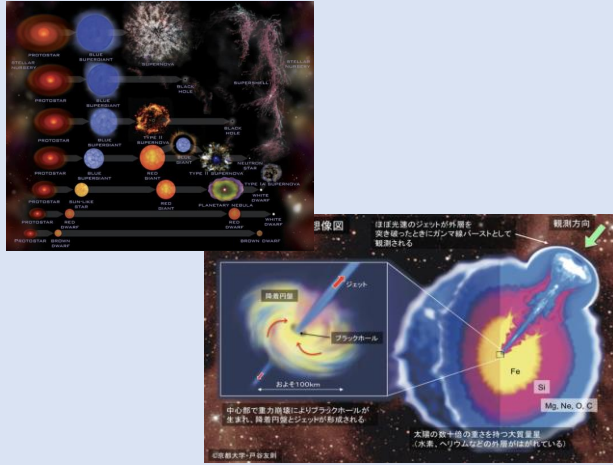 SUPERNOVA
PROTOSTAR
BLUE
SUPERGIANT
STELLAR
NURSERY
STELLAR
NURSERY
SUPERSHELL
PROTOSTAR
BLUE
SUPERGIANT
BLACK
HOLE
PROTOSTAR
BLUE
SUPERGIANT
TYPE II
SUPERNOVA
BLUE
GIANT
BLACK
HOLE
PROTOSTAR
BLUE
SUPERGIANT
RED
GIANT
TYPE II SUPERNOVA
NEUTRON
STAR
TYPE IA SUPERNOVA
PROTOSTAR
SUN-LIKE
STAR
RED
GIANT
PLANETARY NEBULA
WHITE
DWARF
PROTOSTAR
RED
DWARF
RED
DWARF
WHITE
DWARF
PROTOSTAR
BROWN DWARF
BROWN DWARF
想像図
ほぼ光速のジェットが外層を
突き破ったときにガンマ線バーストとして
観測される
観測方向
ジェット
降着円盤
ブラックホール
およそ100km
Fe
Si
Mg, Ne, O, C
中心部で重力崩壊によりブラックホールが
生まれ、降着円盤とジェットが形成される
太陽の数十倍の重さを持つ大質量星
（水素、ヘリウムなどの外層がはがれている）
©京都大学・戸谷友則